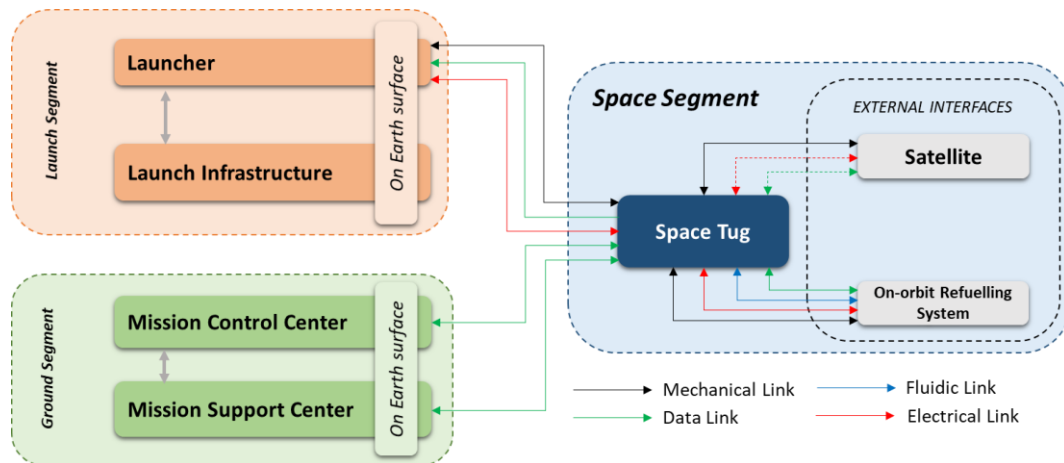 Launch Segment
Launcher
Launch Infrastructure
On Earth surface
Ground Segment
Mission Control Center
Mission Support Center
On Earth surface
Space Segment
EXTERNAL INTERFACES
Satellite
Space Tug
On-orbit Refuelling
System
Mechanical Link
Fluidic Link
Data Link
Electrical Link